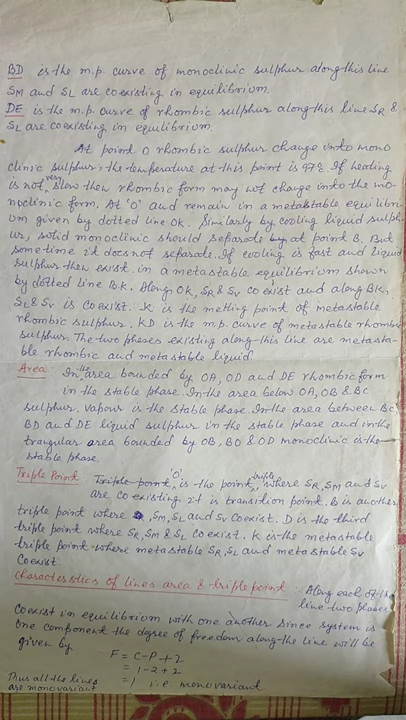 BD is the m.p. curve of monoclinic sulphur along this line
SM and SL are coexisting in equilibrium.
DE is the m.p. curve of rhombic sulphur along this line SR &
SL are coexisting in equilibrium.
At point O rhombic sulphur change into mono
clinic sulphur. the temperature at this point is 97°c If heating
is not very slow then rhombic form may not change into the mo-
noclinic form. At 'O' and remain in a metastable equilibri
um given by dotted line OK. Similarly by cooling liquid sulph-
ur, solid monoclinic should separate at point B. But
sometime it does not separate. If cooling is fast and liquid
sulphur then exist in a metastable equilibrium shown
by dotted line BK. Along OK, SR & SV co exist and along BK,
SL & SV is coexist. K is the melting point of metastable
rhombic sulphur. KD is the m.p. curve of metastable rhombic
sulphur. The two phases existing along this line are metasta-
ble rhombic and metastable liquid.
Area: In the area bounded by OA, OD and DE rhombic form
in the stable phase. In the area below OA, OB & BC
sulphur vapour is the stable phase. In the area between BC,
BD and DE liquid sulphur in the stable phase and in the
trangular area bounded by OB, BD & OD monoclinic is the
stable phase.
Triple Point Triple point 'O' is the triple point, where SR, SM and SV
are co existing it is transition point. B is another
triple point where SM, SL and SV coexist. D is the third
triple point where SR, SM & SL co exist. K is the metastable
triple point where metastable SR, SL and metastable SV
coexist.
Characteristics of lines area & triple point: Along each of the
line two phases
coexist in equilibrium with one another since system is
one component the degree of freedom along the line will be
given by
F = C-P+2
= 1-2+2
= 1 i.e monovariant
Thus all the lines
are monovariant